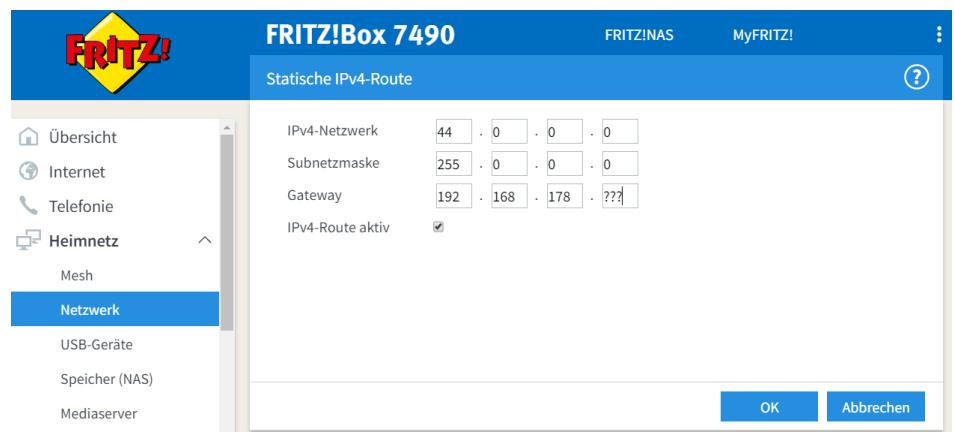 FRITZ!
FRITZ!Box 7490 FRITZ!NAS MyFRITZ!
Statische IPv4-Route ?
Übersicht
Internet
Telefonie
Heimnetz
Mesh
Netzwerk
USB-Geräte
Speicher (NAS)
Mediaserver
IPv4-Netzwerk 44 . 0 . 0 . 0
Subnetzmaske 255 . 0 . 0 . 0
Gateway 192 . 168 . 178 . ???
IPv4-Route aktiv
OK Abbrechen